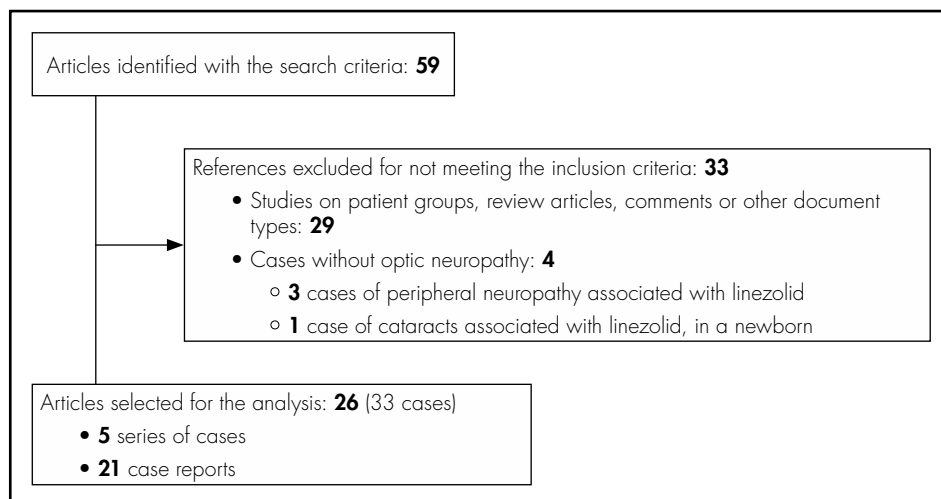 Articles identified with the search criteria: 59
References excluded for not meeting the inclusion criteria: 33
• Studies on patient groups, review articles, comments or other document
types: 29
• Cases without optic neuropathy: 4
○ 3 cases of peripheral neuropathy associated with linezolid
○ 1 case of cataracts associated with linezolid, in a newborn
Articles selected for the analysis: 26 (33 cases)
• 5 series of cases
• 21 case reports